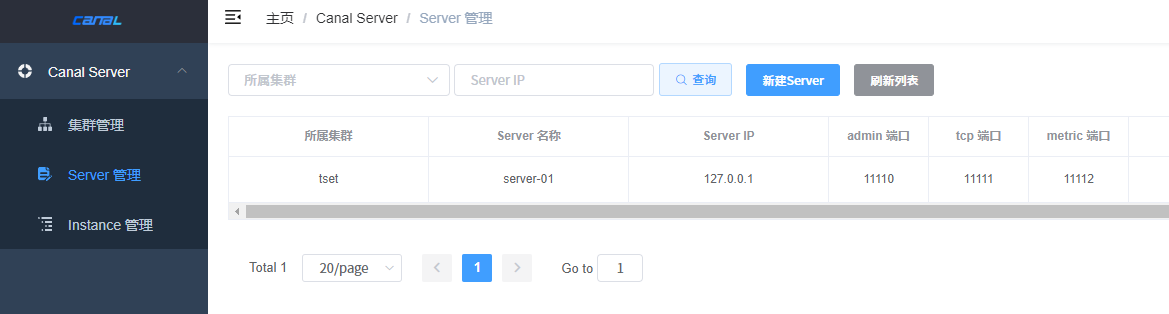 canal
主页 / Canal Server / Server 管理
Canal Server
集群管理
Server 管理
Instance 管理
所属集群 Server IP 查询 新建Server 刷新列表
所属集群 Server 名称 Server IP admin 端口 tcp 端口 metric 端口
tset server-01 127.0.0.1 11110 11111 11112
Total 1 20/page 1 Go to 1